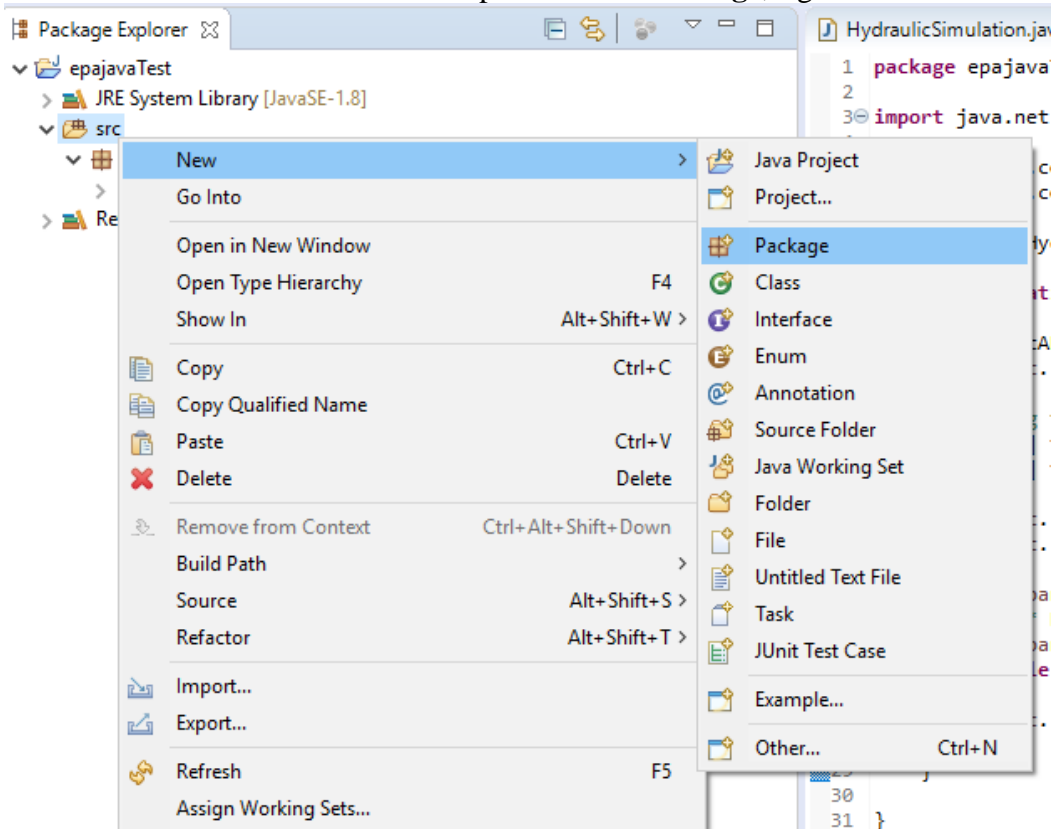 Package Explorer
epajavaTest
JRE System Library [JavaSE-1.8]
src
Re
New
Go Into
Open in New Window
Open Type Hierarchy F4
Show In Alt+Shift+W
Copy Ctrl+C
Copy Qualified Name
Paste Ctrl+V
Delete Delete
Remove from Context Ctrl+Alt+Shift+Down
Build Path
Source Alt+Shift+S
Refactor Alt+Shift+T
Import...
Export...
Refresh F5
Assign Working Sets...
Java Project
Project...
Package
Class
Interface
Enum
Annotation
Source Folder
Java Working Set
Folder
File
Untitled Text File
Task
JUnit Test Case
Example...
Other... Ctrl+N
HydraulicSimulation.jav
1 package epajava
2
3 import java.net
30
31 }